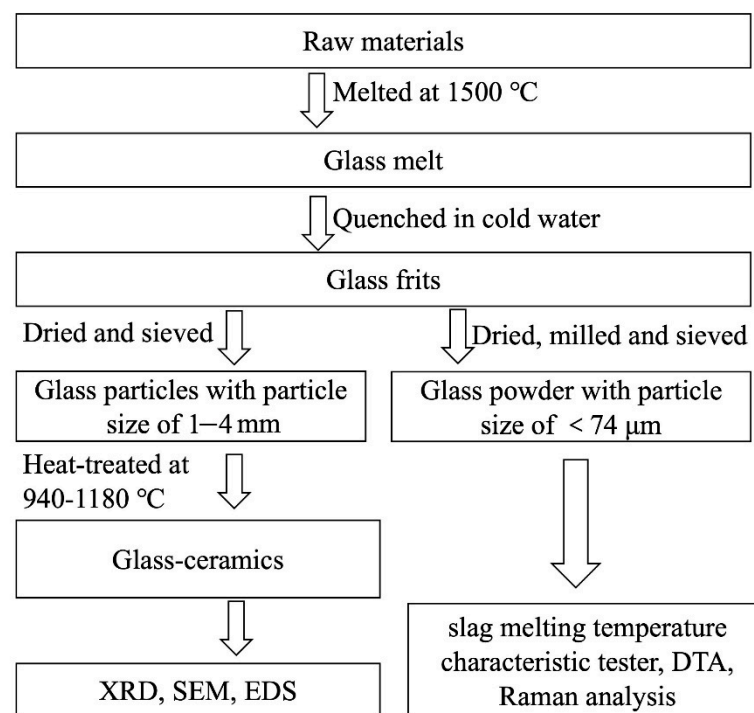 Raw materials
Melted at 1500 ℃
Glass melt
Quenched in cold water
Glass frits
Dried and sieved
Dried, milled and sieved
Glass particles with particle
size of 1–4 mm
Glass powder with particle
size of < 74 μm
Heat-treated at
940-1180 ℃
Glass-ceramics
XRD, SEM, EDS
slag melting temperature
characteristic tester, DTA,
Raman analysis